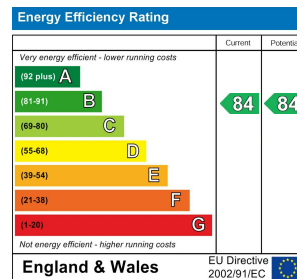 Energy Efficiency Rating
Current
Very energy efficient - lower running costs
(92 plus) A
(81-91) B
84
84
(69-80) C
(55-68) D
(39-54) E
(21-38) F
(1-20) G
Not energy efficient - higher running costs
England & Wales
EU Directive
2002/91/EC